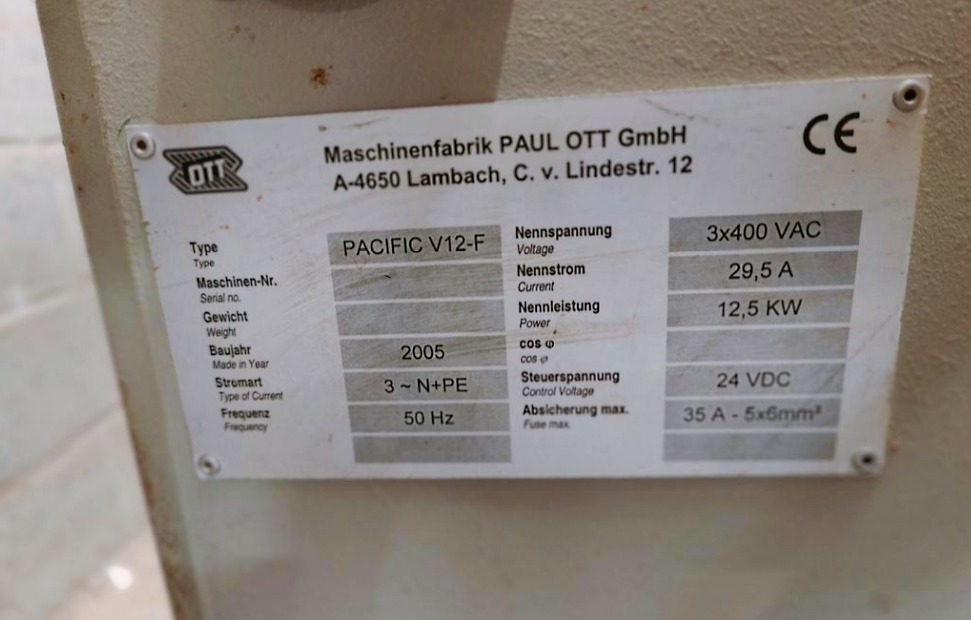 OTT
Maschinenfabrik PAUL OTT GmbH
A-4650 Lambach, C. v. Lindestr. 12
CE
Type PACIFIC V12-F
Type
Maschinen-Nr.
Serial no.
Gewicht
Weight
Baujahr 2005
Made in Year
Stromart 3 ~ N+PE
Type of Current
Frequenz 50 Hz
Frequency
Nennspannung 3x400 VAC
Voltage
Nennstrom 29,5 A
Current
Nennleistung 12,5 KW
Power
cos φ
cos φ
Steuerspannung 24 VDC
Control Voltage
Absicherung max. 35 A - 5x6mm²
Fuse max.